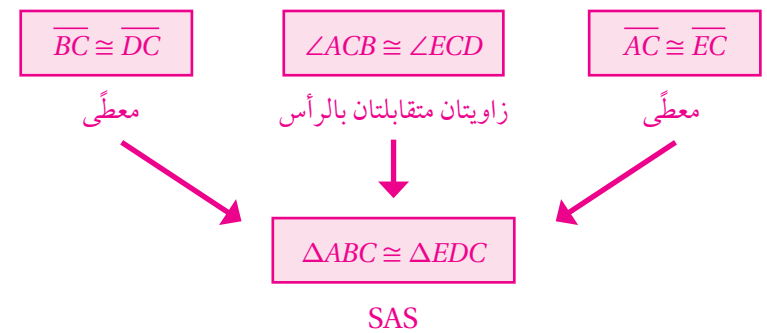 BC ≅ DC
∠ACB ≅ ∠ECD
AC ≅ EC
معطًى
زاويتان متقابلتان بالرأس
معطًى
ΔABC ≅ ΔEDC
SAS